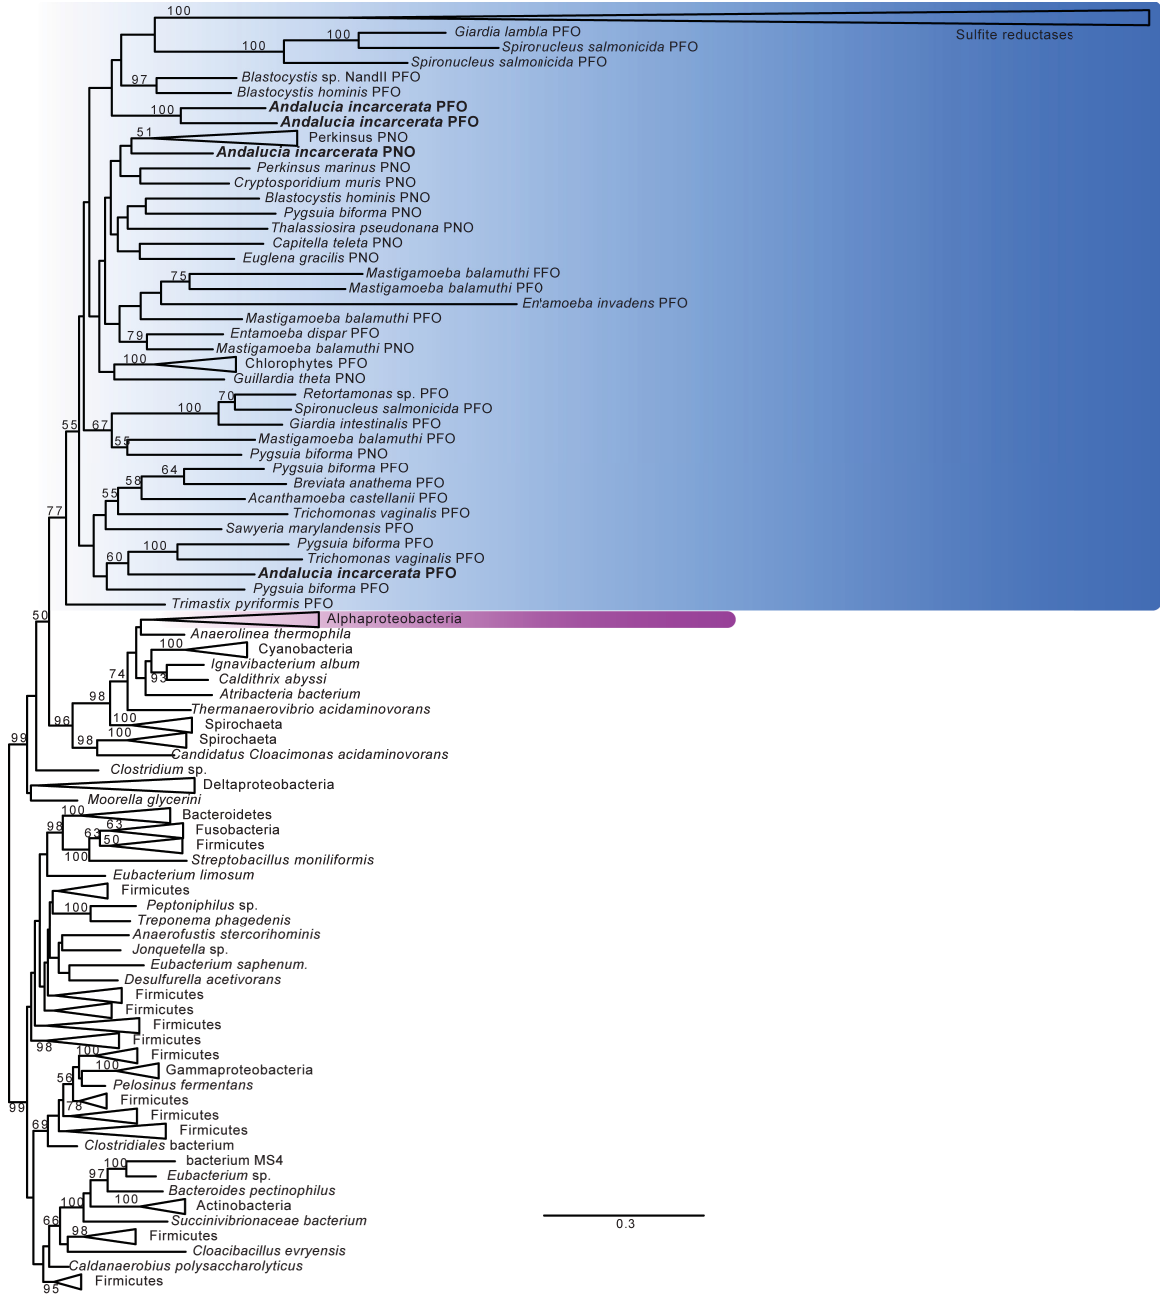 100
Sulfite reductases
Giardia lambla PFO
100
Spironucleus salmonicida PFO
100
Spironucleus salmonicida PFO
Blastocystis sp. NandII PFO
97
Blastocystis hominis PFO
Andalucia incarcerata PFO
100
Andalucia incarcerata PFO
51
Perkinsus PNO
Andalucia incarcerata PNO
Perkinsus marinus PNO
Cryptosporidium muris PNO
Blastocystis hominis PNO
Pygsuia biforma PNO
Thalassiosira pseudonana PNO
Capitella teleta PNO
Euglena gracilis PNO
Mastigamoeba balamuthi PFO
75
Mastigamoeba balamuthi PFO
Entamoeba invadens PFO
Mastigamoeba balamuthi PFO
Entamoeba dispar PFO
79
Mastigamoeba balamuthi PNO
100
Chlorophytes PFO
Guillardia theta PNO
Retortamonas sp. PFO
70
100
Spironucleus salmonicida PFO
Giardia intestinalis PFO
55
67
Mastigamoeba balamuthi PFO
55
Pygsuia biforma PNO
Pygsuia biforma PFO
64
58
Breviata anathema PFO
55
Acanthamoeba castellanii PFO
Trichomonas vaginalis PFO
77
Sawyeria marylandensis PFO
Pygsuia biforma PFO
100
60
Trichomonas vaginalis PFO
Andalucia incarcerata PFO
Pygsuia biforma PFO
Trimastix pyriformis PFO
50
Alphaproteobacteria
Anaerolinea thermophila
100
Cyanobacteria
Ignavibacterium album
74
93
Caldithrix abyssi
Atribacteria bacterium
98
Thermanaerovibrio acidaminovorans
96
100
Spirochaeta
100
98
Spirochaeta
99
Candidatus Cloacimonas acidaminovorans
Clostridium sp.
Deltaproteobacteria
Moorella glycerini
100
Bacteroidetes
98
63
63
Fusobacteria
50
Firmicutes
100
Streptobacillus moniliformis
Eubacterium limosum
Firmicutes
100
Peptoniphilus sp.
Treponema phagedenis
Anaerofustis stercorihominis
Jonquetella sp.
Eubacterium saphenum.
Desulfurella acetivorans
Firmicutes
Firmicutes
Firmicutes
98
Firmicutes
100
Firmicutes
100
Gammaproteobacteria
56
Pelosinus fermentans
99
78
Firmicutes
Firmicutes
69
Firmicutes
Clostridiales bacterium
100
bacterium MS4
97
Eubacterium sp.
Bacteroides pectinophilus
100
100
Actinobacteria
66
Succinivibrionaceae bacterium
98
Firmicutes
Cloacibacillus evryensis
Caldanaerobius polysaccharolyticus
95
Firmicutes
0.3